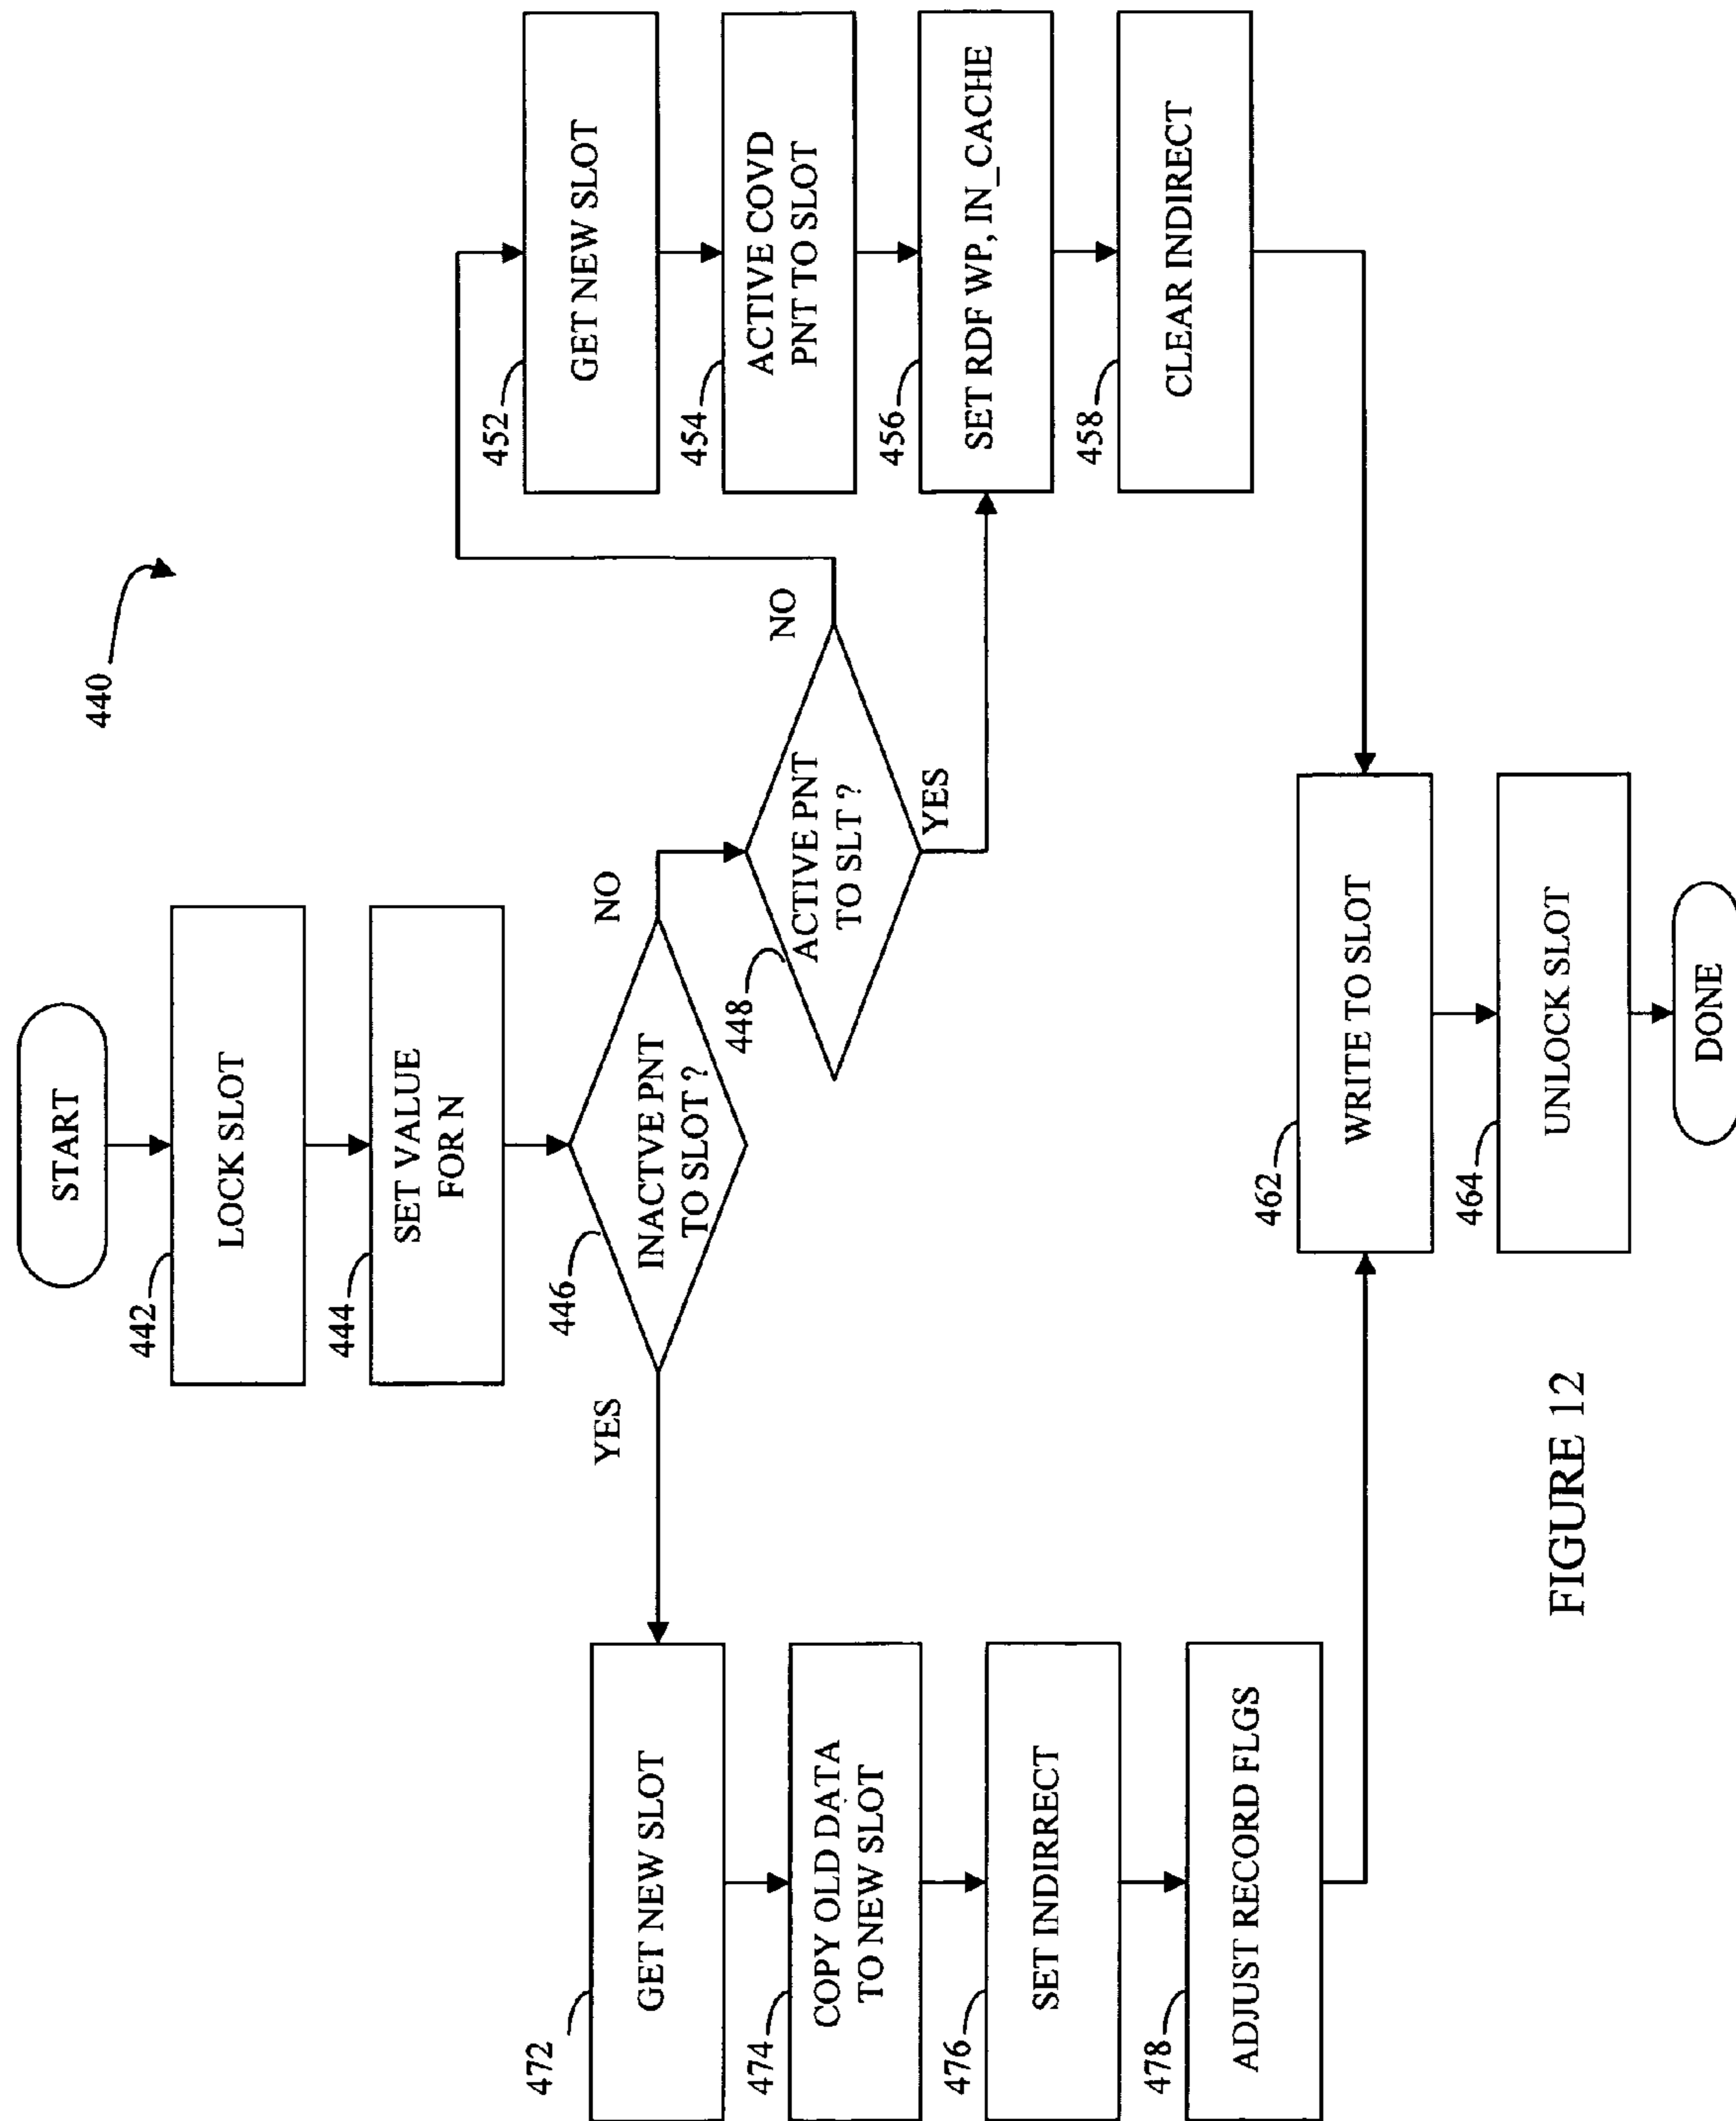 440
START
442
LOCK SLOT
444
SET VALUE
FOR N
446
INACTVE PNT
TO SLOT ?
YES
NO
448
ACTIVE PNT
TO SLT ?
NO
YES
452
GET NEW SLOT
454
ACTIVE COVD
PNT TO SLOT
456
SET RDF WP, IN_CACHE
458
CLEAR INDIRECT
472
GET NEW SLOT
474
COPY OLD DATA
TO NEW SLOT
476
SET INDIRRECT
478
ADJUST RECORD FLGS
462
WRITE TO SLOT
464
UNLOCK SLOT
DONE
FIGURE 12